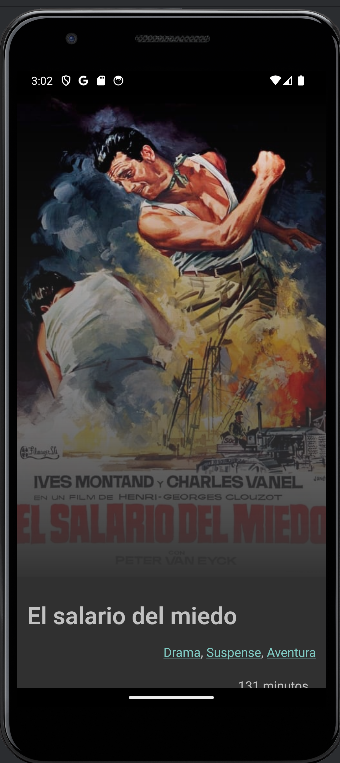 3:02
IVES MONTAND Y CHARLES VANEL
EN UN FILM DE HENRI-GEORGES CLOUZOT
EL SALARIO DEL MIEDO
CON
PETER VAN EYCK
El salario del miedo
Drama, Suspense, Aventura
131 minutos